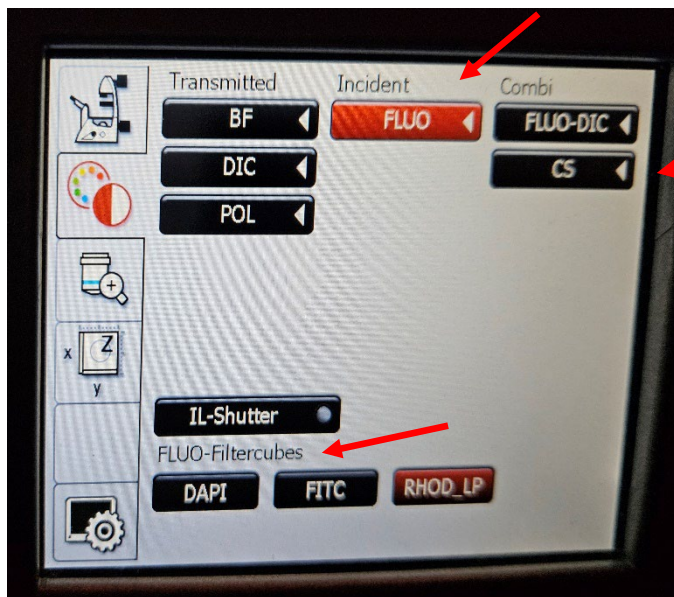 Transmitted Incident Combi
BF FLUO FLUO-DIC
DIC CS
POL
x Z
y
IL-Shutter
FLUO-Filtercubes
DAPI FITC RHOD_LP